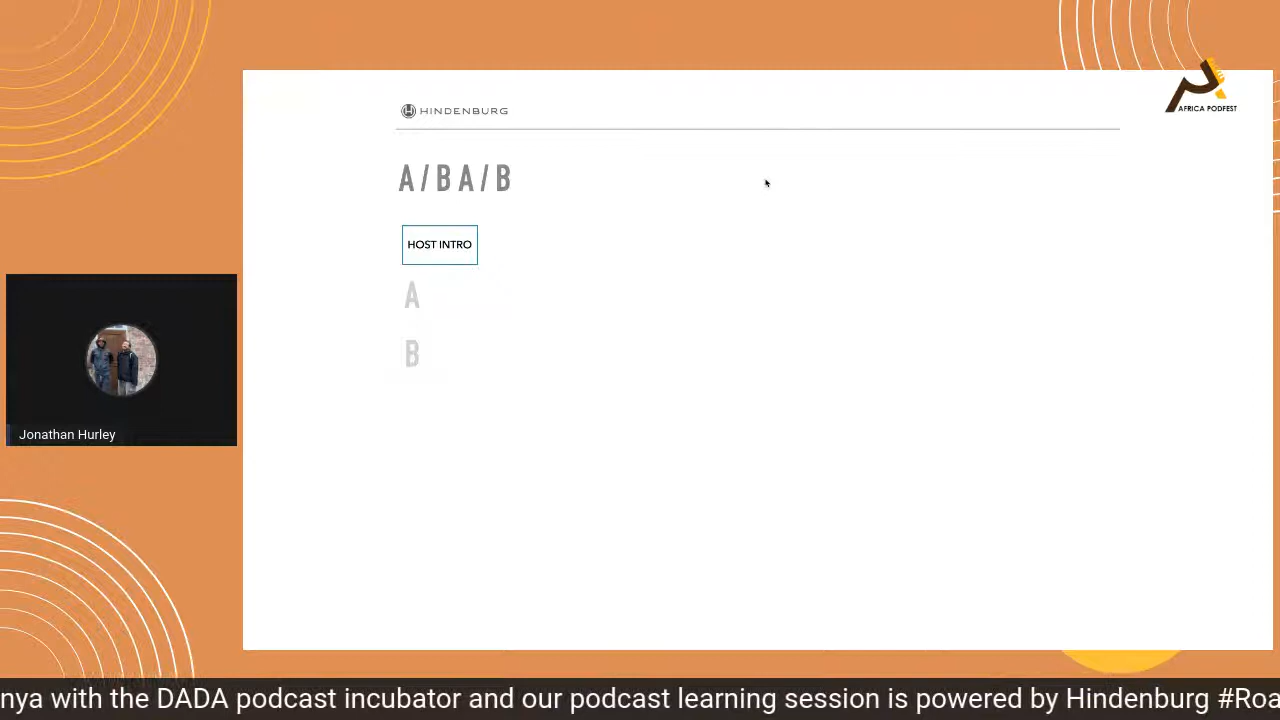 HINDENBURG
AFRICA PODFEST
A / B A / B
HOST INTRO
A
B
Jonathan Hurley
nya with the DADA podcast incubator and our podcast learning session is powered by Hindenburg #Roa